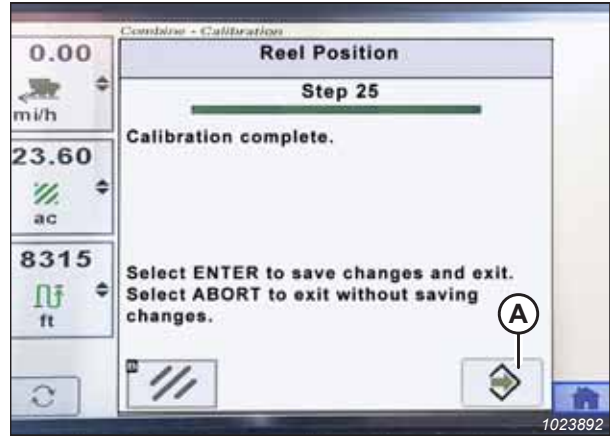 Combine - Calibration
Reel Position
Step 25
Calibration complete.
Select ENTER to save changes and exit.
Select ABORT to exit without saving
changes.
0.00
mi/h
23.60
ac
8315
ft
A
1023892